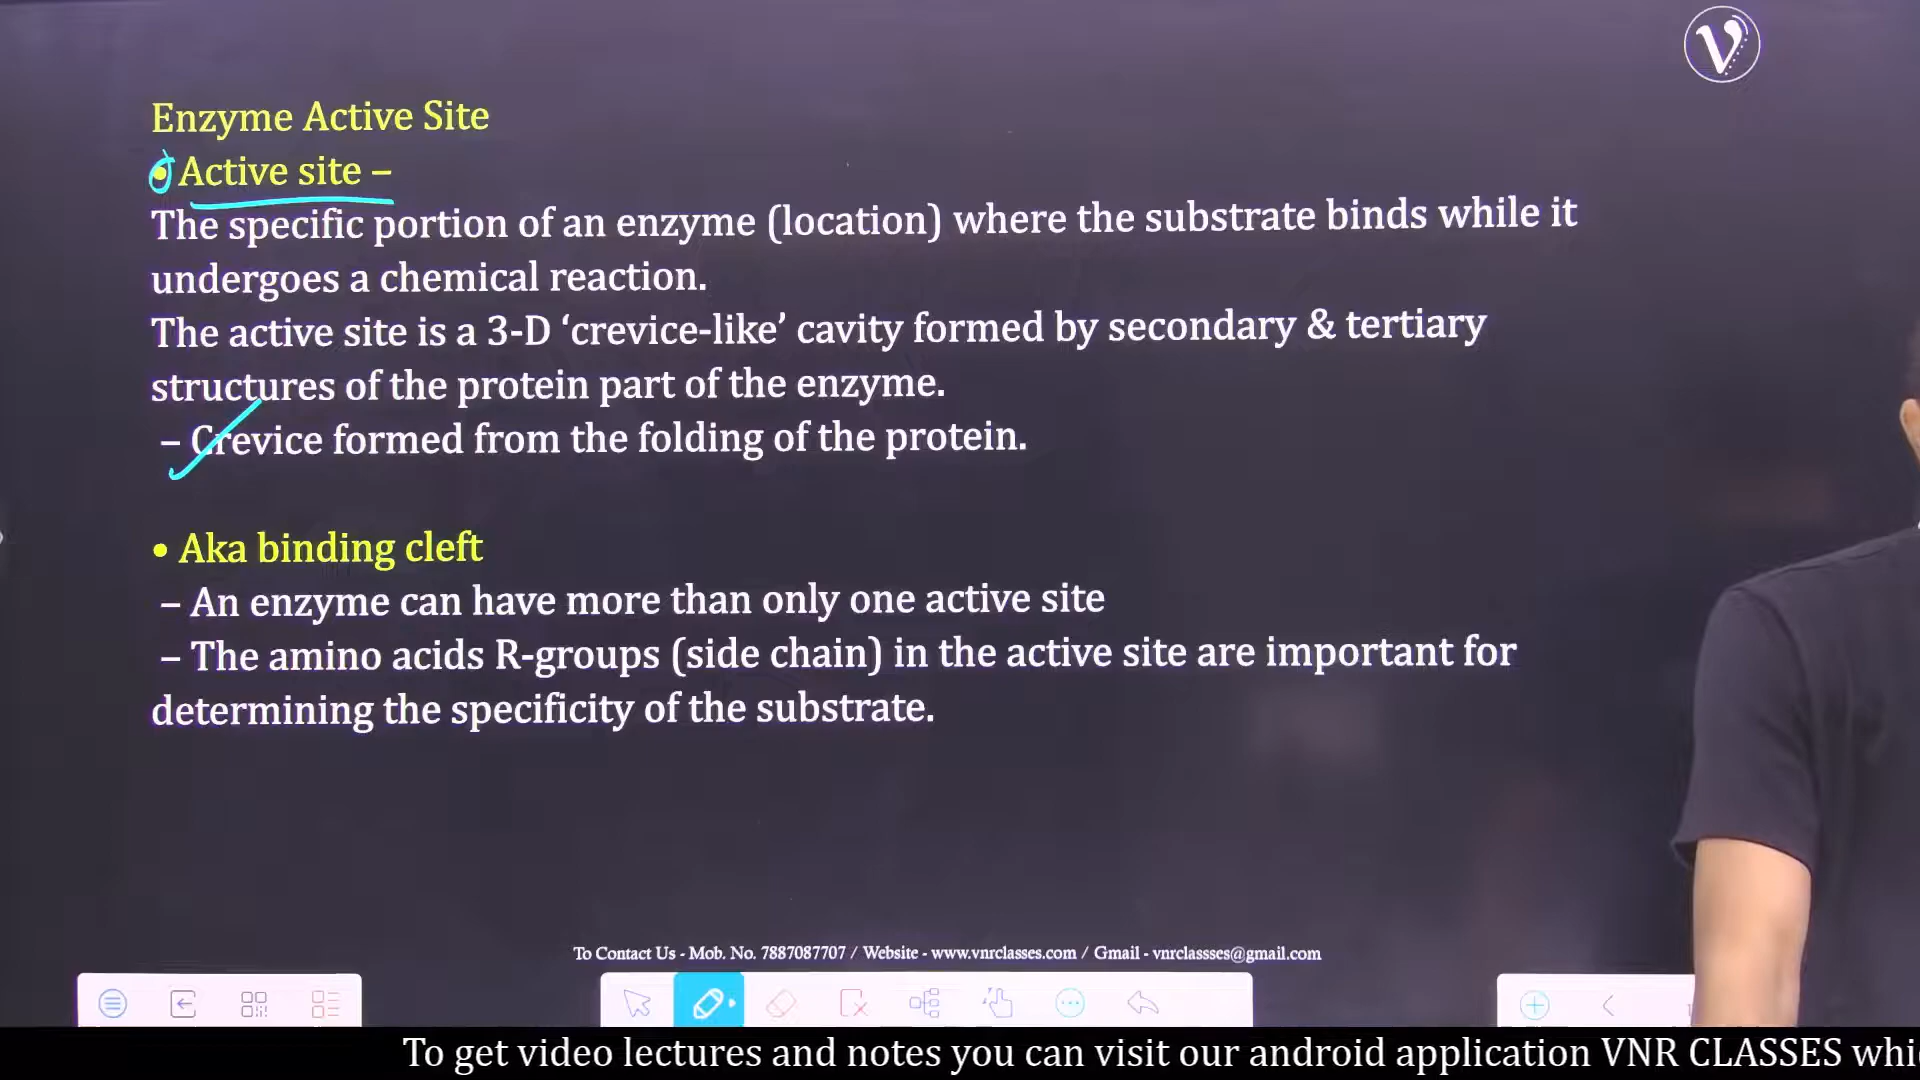 Enzyme Active Site
• Active site –
The specific portion of an enzyme (location) where the substrate binds while it
undergoes a chemical reaction.
The active site is a 3-D ‘crevice-like’ cavity formed by secondary & tertiary
structures of the protein part of the enzyme.
– Crevice formed from the folding of the protein.
• Aka binding cleft
– An enzyme can have more than only one active site
– The amino acids R-groups (side chain) in the active site are important for
determining the specificity of the substrate.
To Contact Us - Mob. No. 7887087707 / Website - www.vnrclasses.com / Gmail - vnrclassses@gmail.com
To get video lectures and notes you can visit our android application VNR CLASSES